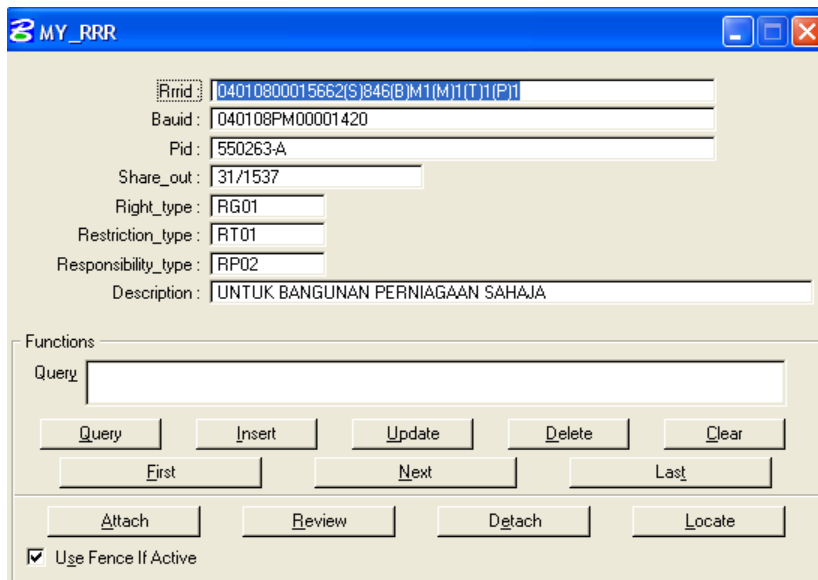 MY_RRR
Rrrid : 04010800015662(S)846(B)M1(M)1(T)1(P)1
Bauid : 040108PM00001420
Pid : 550263-A
Share_out : 31/1537
Right_type : RG01
Restriction_type : RT01
Responsibility_type : RP02
Description : UNTUK BANGUNAN PERNIAGAAN SAHAJA
Functions
Query
Query Insert Update Delete Clear
First Next Last
Attach Review Detach Locate
Use Fence If Active